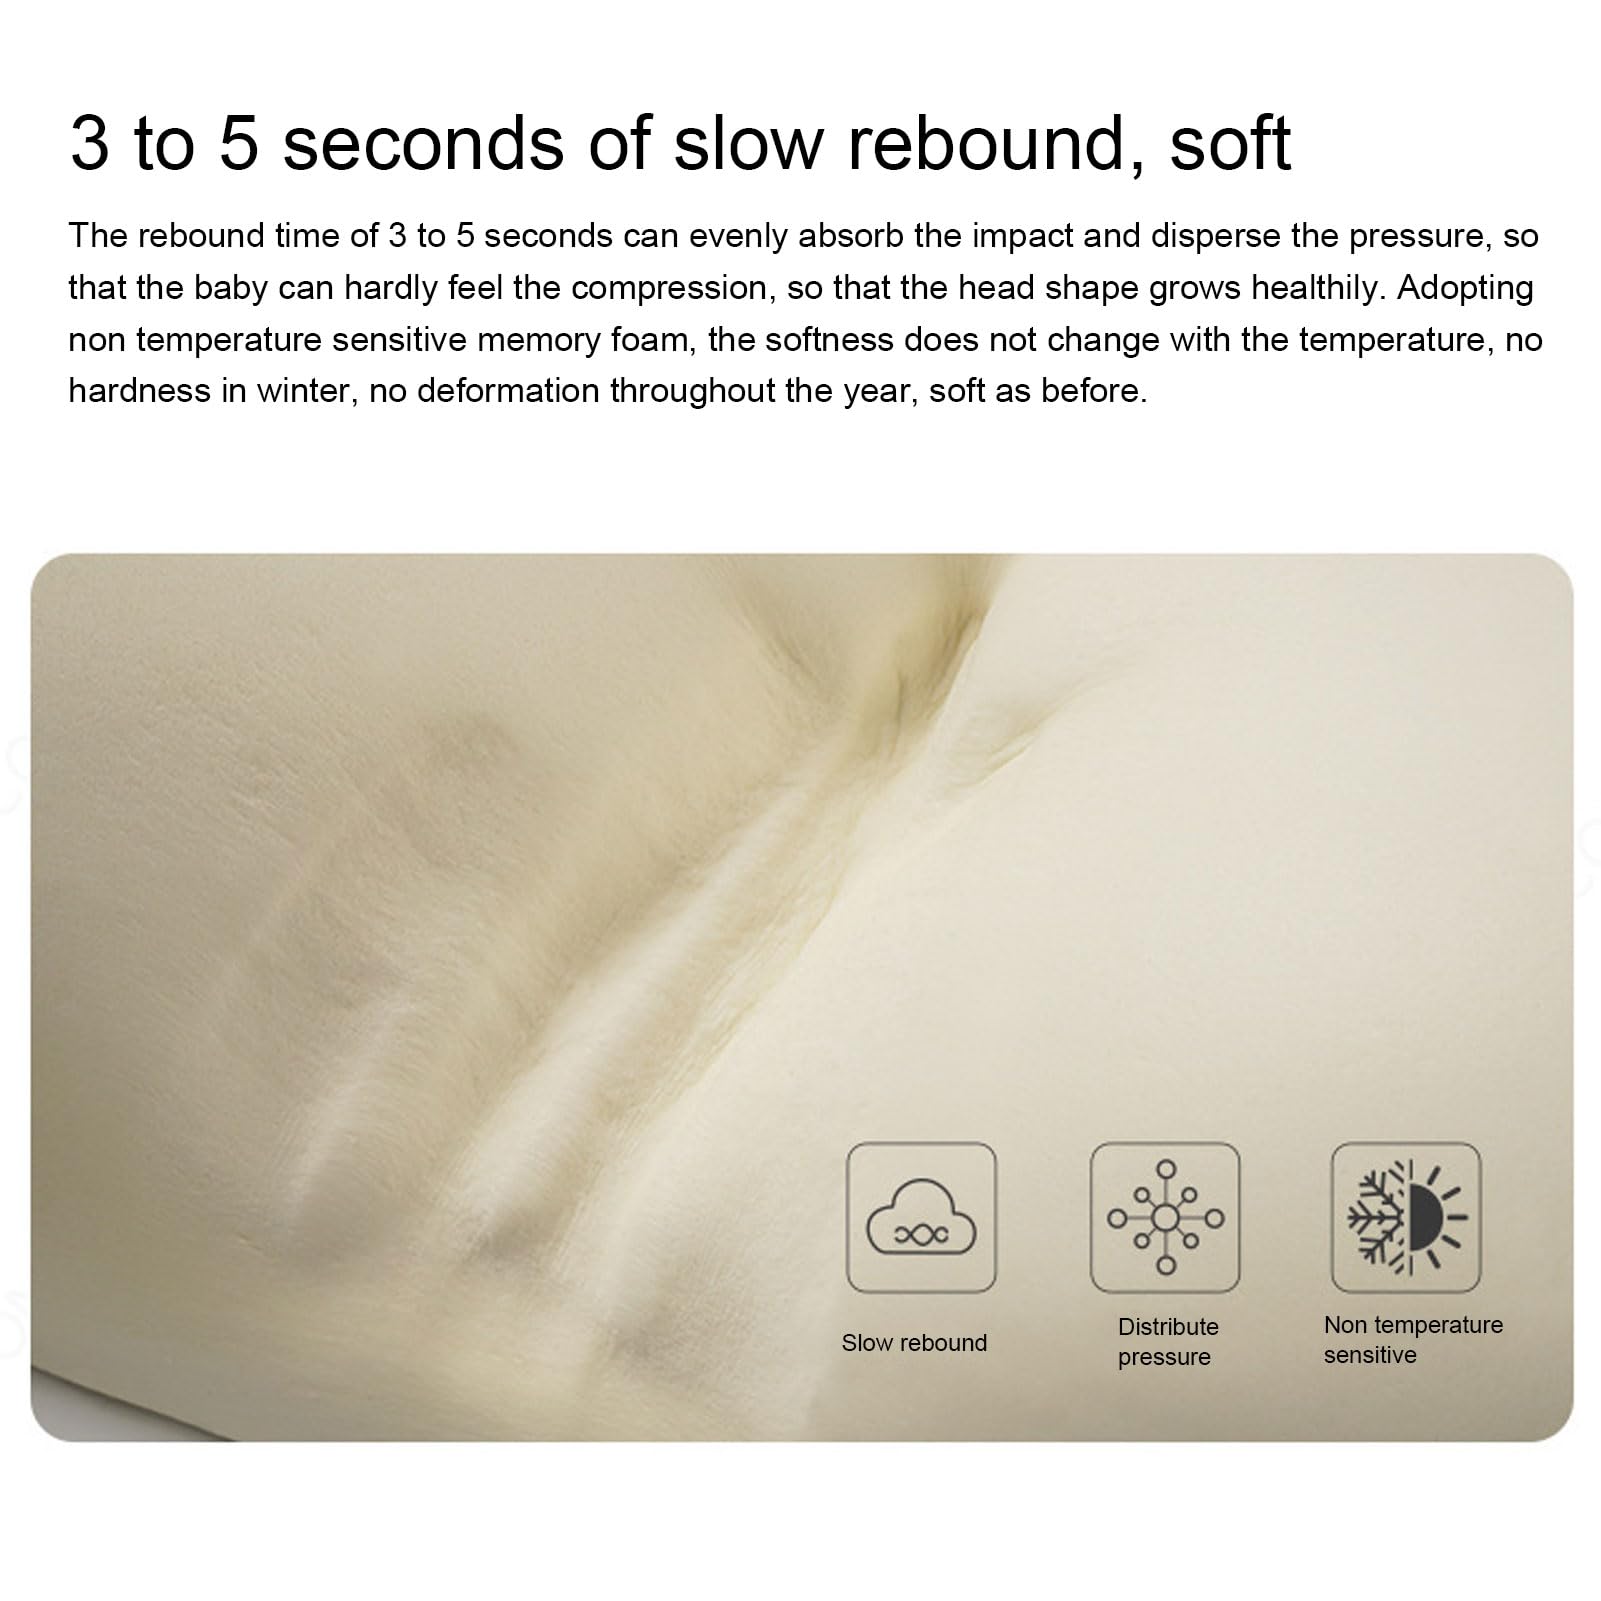 3 to 5 seconds of slow rebound, soft
The rebound time of 3 to 5 seconds can evenly absorb the impact and disperse the pressure, so
that the baby can hardly feel the compression, so that the head shape grows healthily. Adopting
non temperature sensitive memory foam, the softness does not change with the temperature, no
hardness in winter, no deformation throughout the year, soft as before.
Slow rebound
Distribute
pressure
Non temperature
sensitive